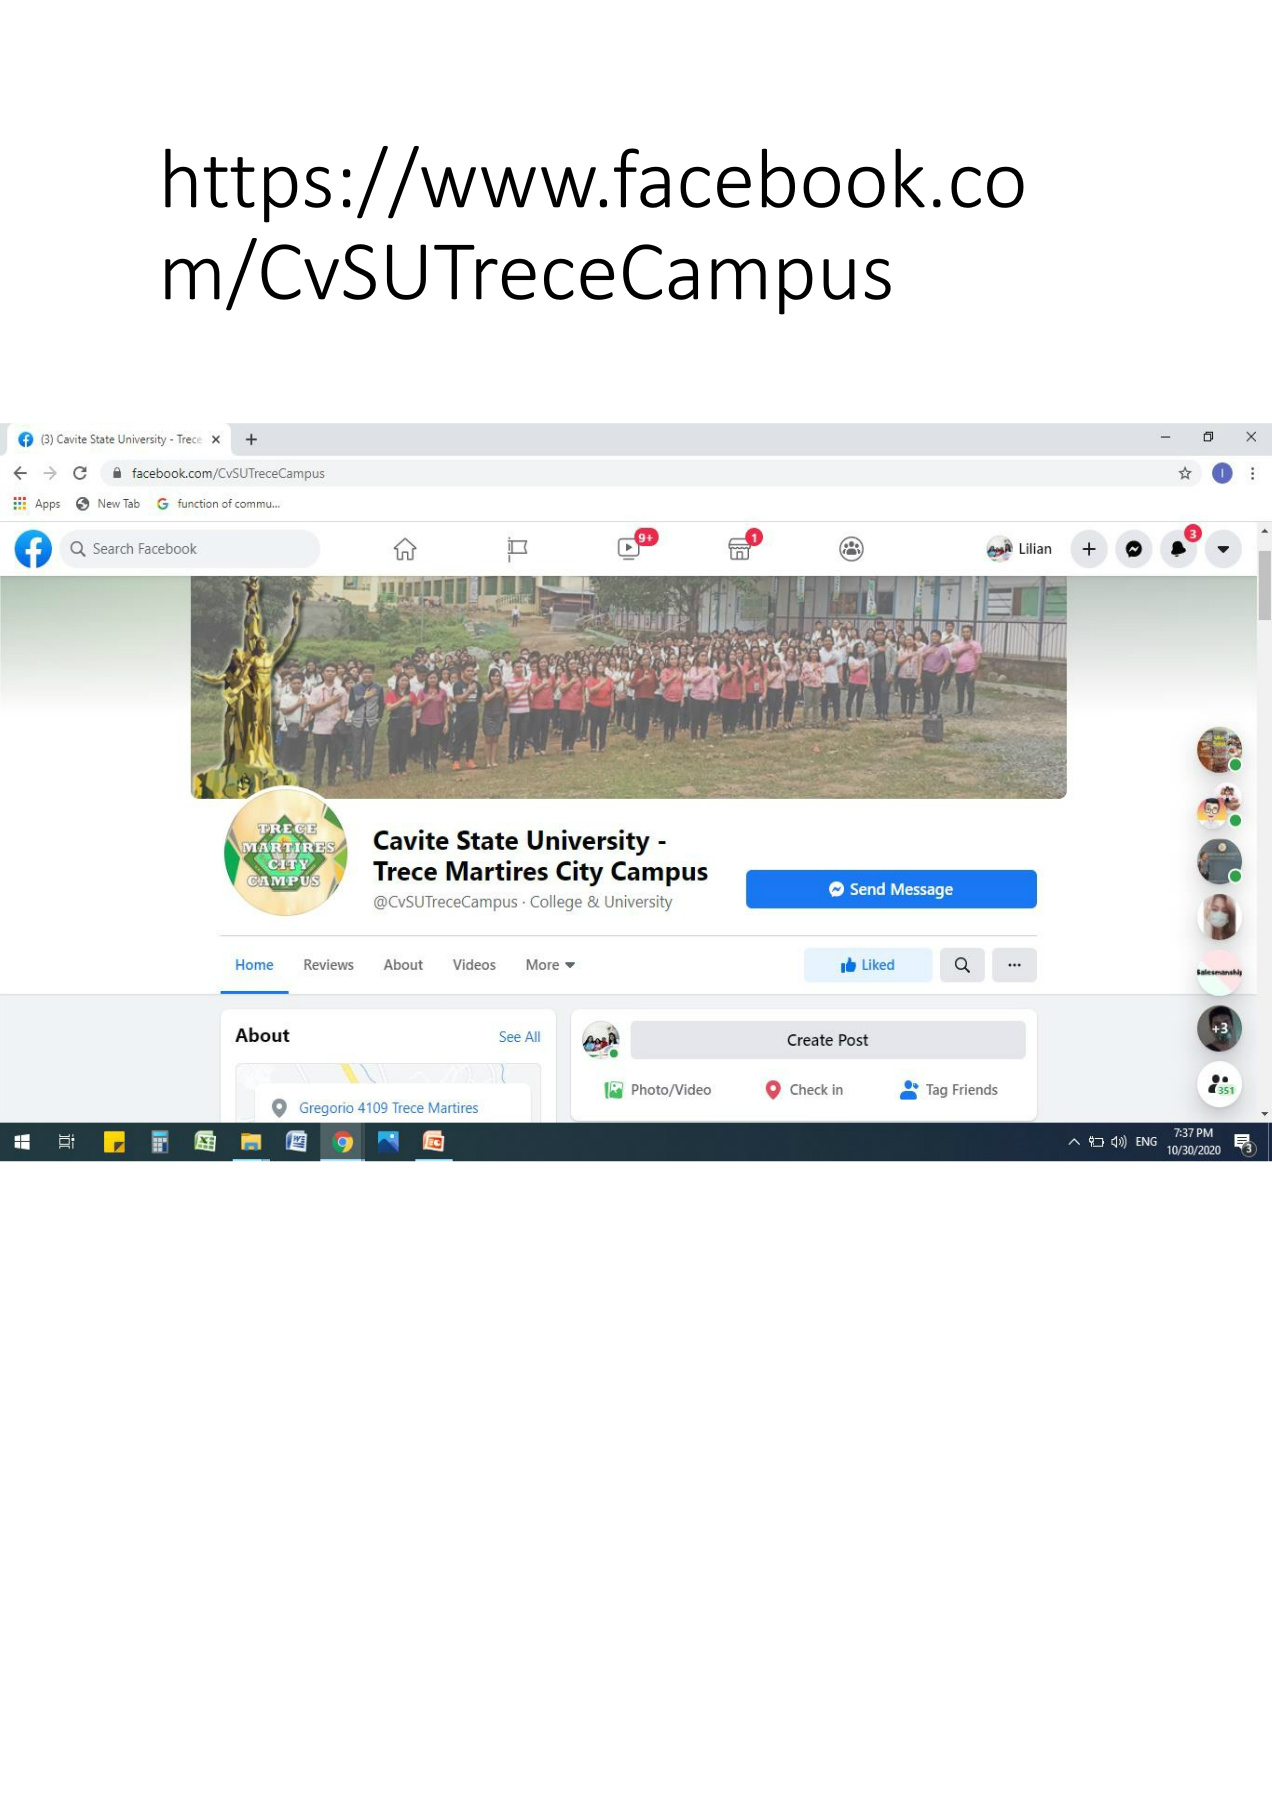 https://www.facebook.co
m/CvSUTreceCampus
(3) Cavite State University - Trece
facebook.com/CvSUTreceCampus
I
Apps
New Tab
function of commu...
Search Facebook
9+
1
Lilian
3
TRECE
MARTIRES
CITY
CAMPUS
Cavite State University -
Trece Martires City Campus
@CvSUTreceCampus · College & University
Send Message
Home
Reviews
About
Videos
More
Liked
Salesmanship
About
See All
Create Post
+3
Photo/Video
Check in
Tag Friends
351
Gregorio 4109 Trece Martires
ENG
7:37 PM
10/30/2020
3